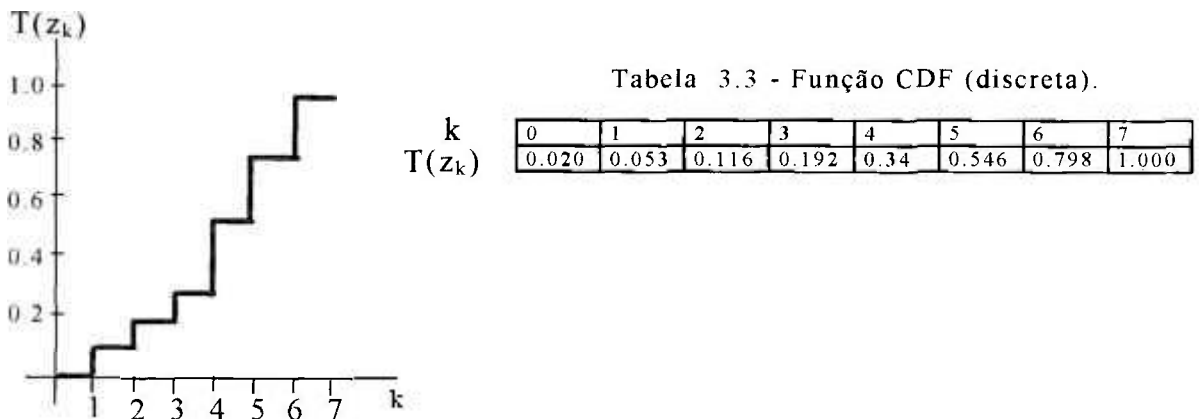 T(zk)
1.0
0.8
0.6
0.4
0.2
1 2 3 4 5 6 7 k
Tabela 3.3 - Função CDF (discreta).
k 0 1 2 3 4 5 6 7
T(zk) 0.020 0.053 0.116 0.192 0.34 0.546 0.798 1.000